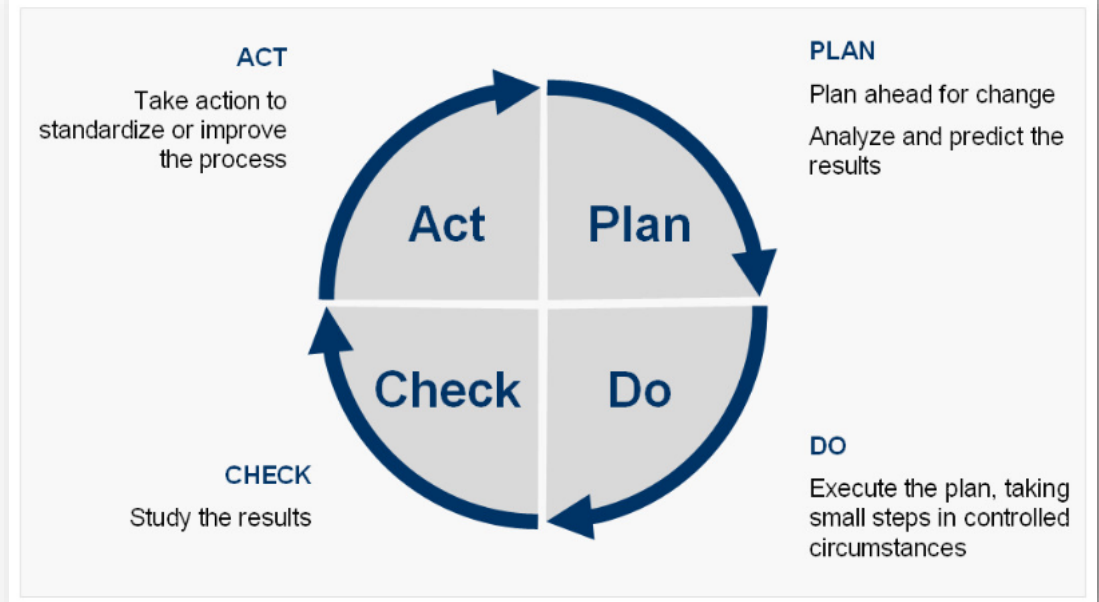 ACT
Take action to
standardize or improve
the process
PLAN
Plan ahead for change
Analyze and predict the
results
Act
Plan
Check
Do
CHECK
Study the results
DO
Execute the plan, taking
small steps in controlled
circumstances